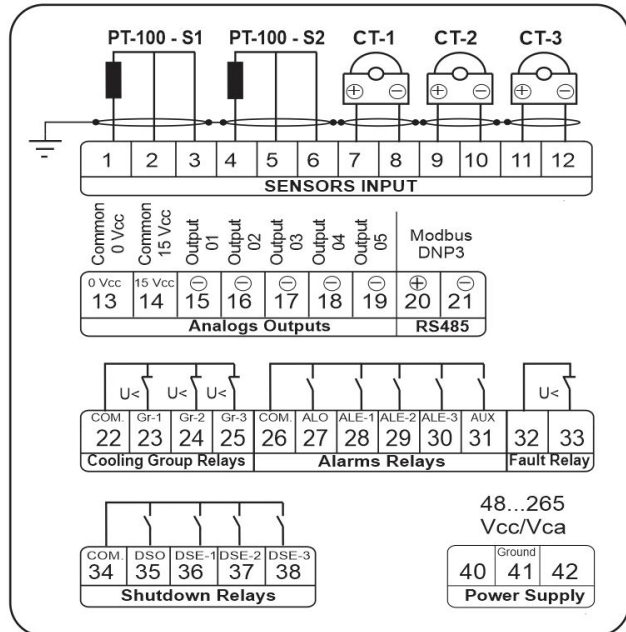 PT-100 - S1 PT-100 - S2 CT-1 CT-2 CT-3
+ - + - + -
1 2 3 4 5 6 7 8 9 10 11 12
SENSORS INPUT
Common 0 Vcc
Common 15 Vcc
Output 01
Output 02
Output 03
Output 04
Output 05
Modbus
DNP3
0 Vcc 15 Vcc - - - - - + -
13 14 15 16 17 18 19 20 21
Analogs Outputs RS485
U< U< U< U<
COM. Gr-1 Gr-2 Gr-3 COM. ALO ALE-1 ALE-2 ALE-3 AUX
22 23 24 25 26 27 28 29 30 31 32 33
Cooling Group Relays Alarms Relays Fault Relay
48...265
Vcc/Vca
COM. DSO DSE-1 DSE-2 DSE-3
34 35 36 37 38
Shutdown Relays
Ground
40 41 42
Power Supply